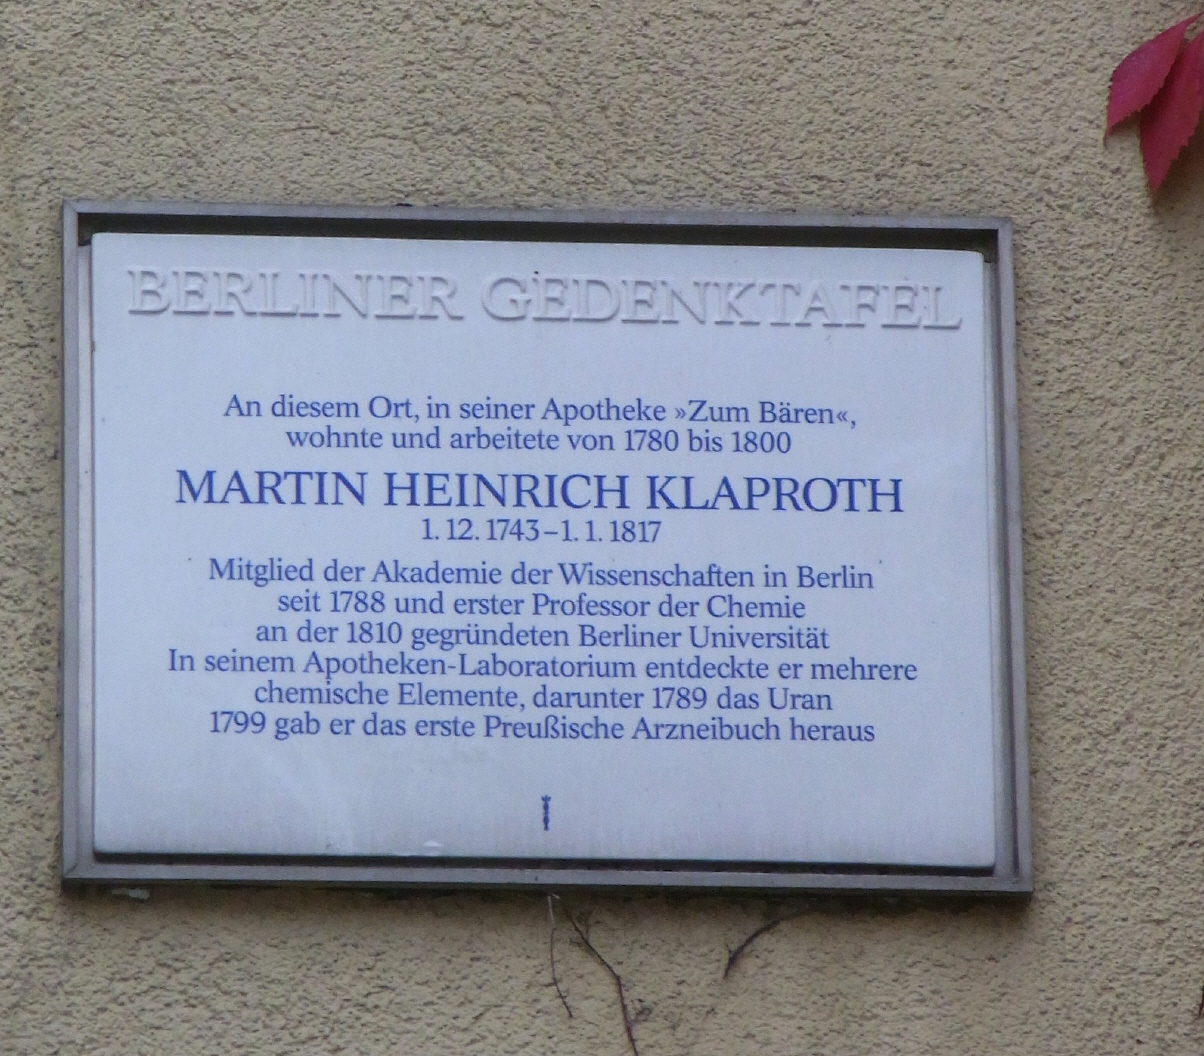 BERLINER GEDENKTAFEL
An diesem Ort, in seiner Apotheke »Zum Bären«,
wohnte und arbeitete von 1780 bis 1800
MARTIN HEINRICH KLAPROTH
1. 12. 1743–1. 1. 1817
Mitglied der Akademie der Wissenschaften in Berlin
seit 1788 und erster Professor der Chemie
an der 1810 gegründeten Berliner Universität
In seinem Apotheken-Laboratorium entdeckte er mehrere
chemische Elemente, darunter 1789 das Uran
1799 gab er das erste Preußische Arzneibuch heraus